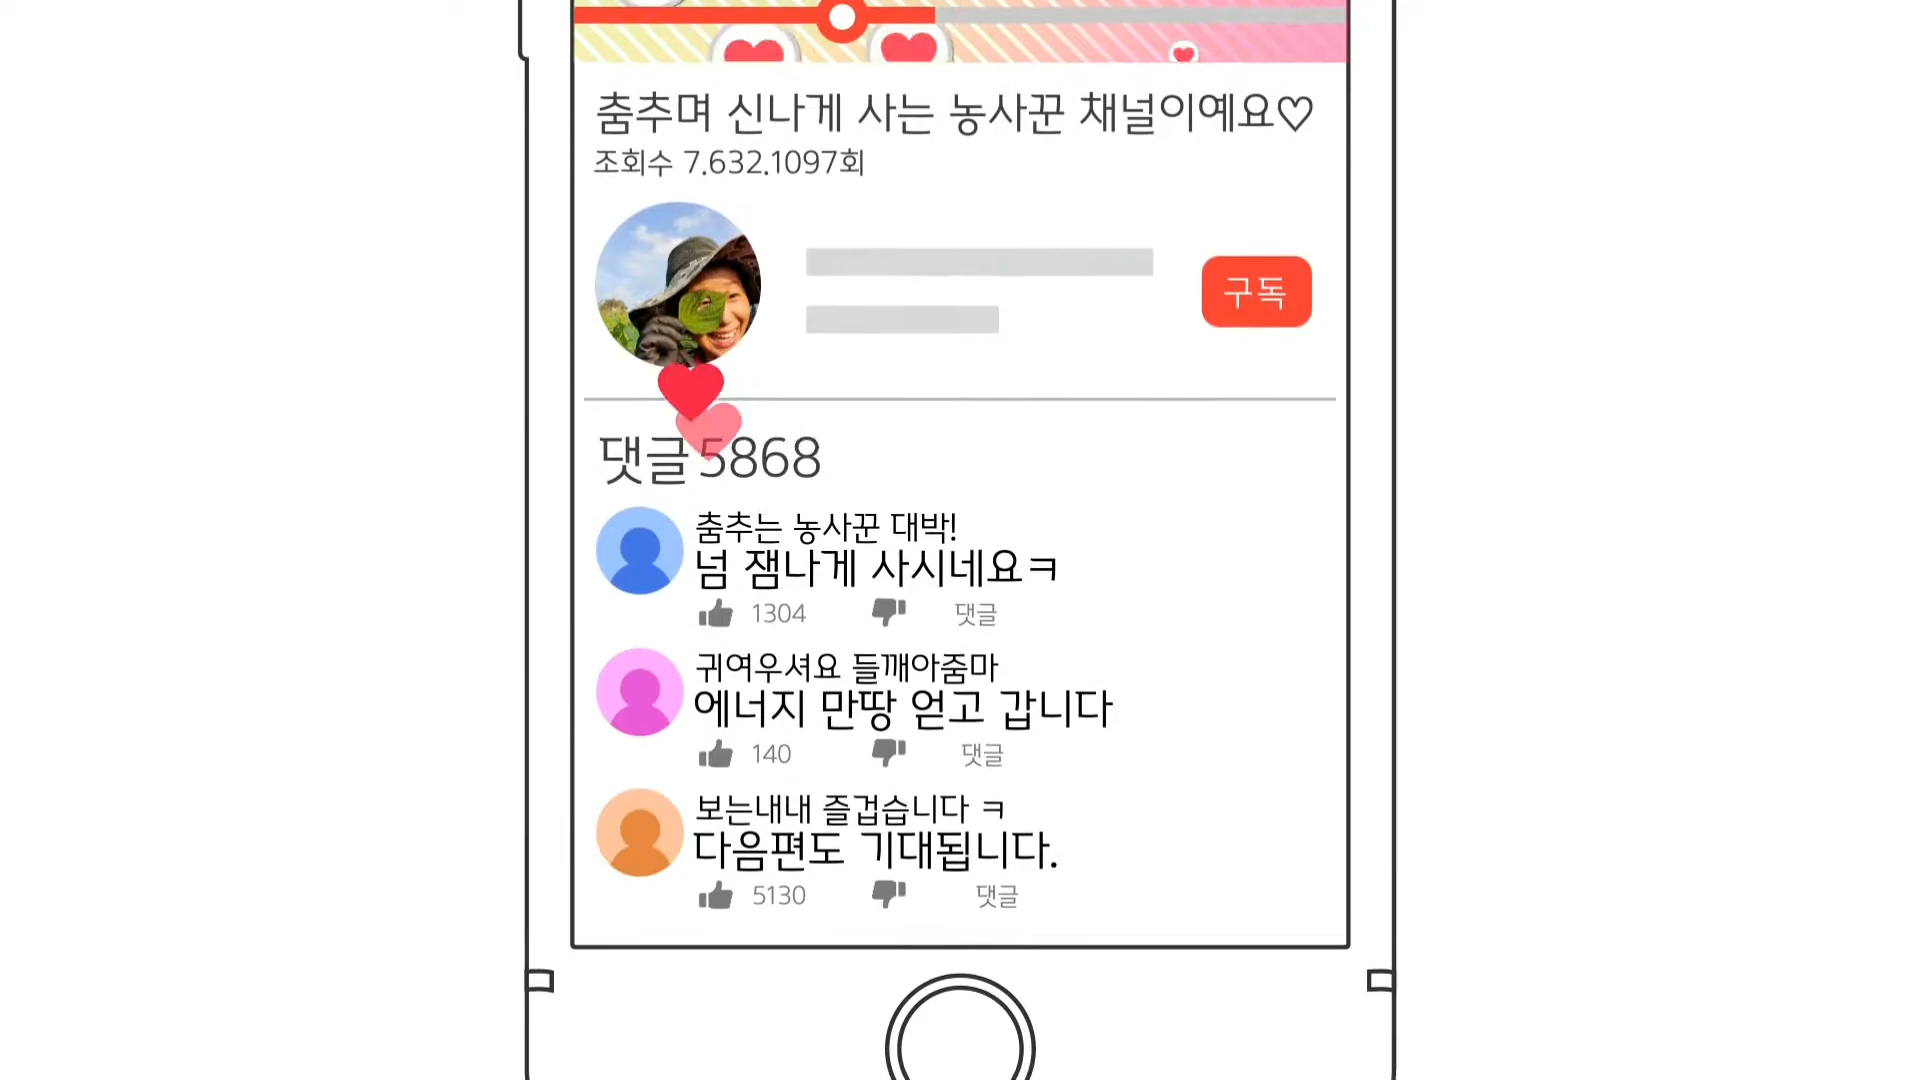 춤추며 신나게 사는 농사꾼 채널이예요♡
조회수 7.632.1097회
구독
댓글 5868
춤추는 농사꾼 대박!
넘 잼나게 사시네요ㅋ
1304 댓글
귀여우셔요 들깨아줌마
에너지 만땅 얻고 갑니다
140 댓글
보는내내 즐겁습니다 ㅋ
다음편도 기대됩니다.
5130 댓글